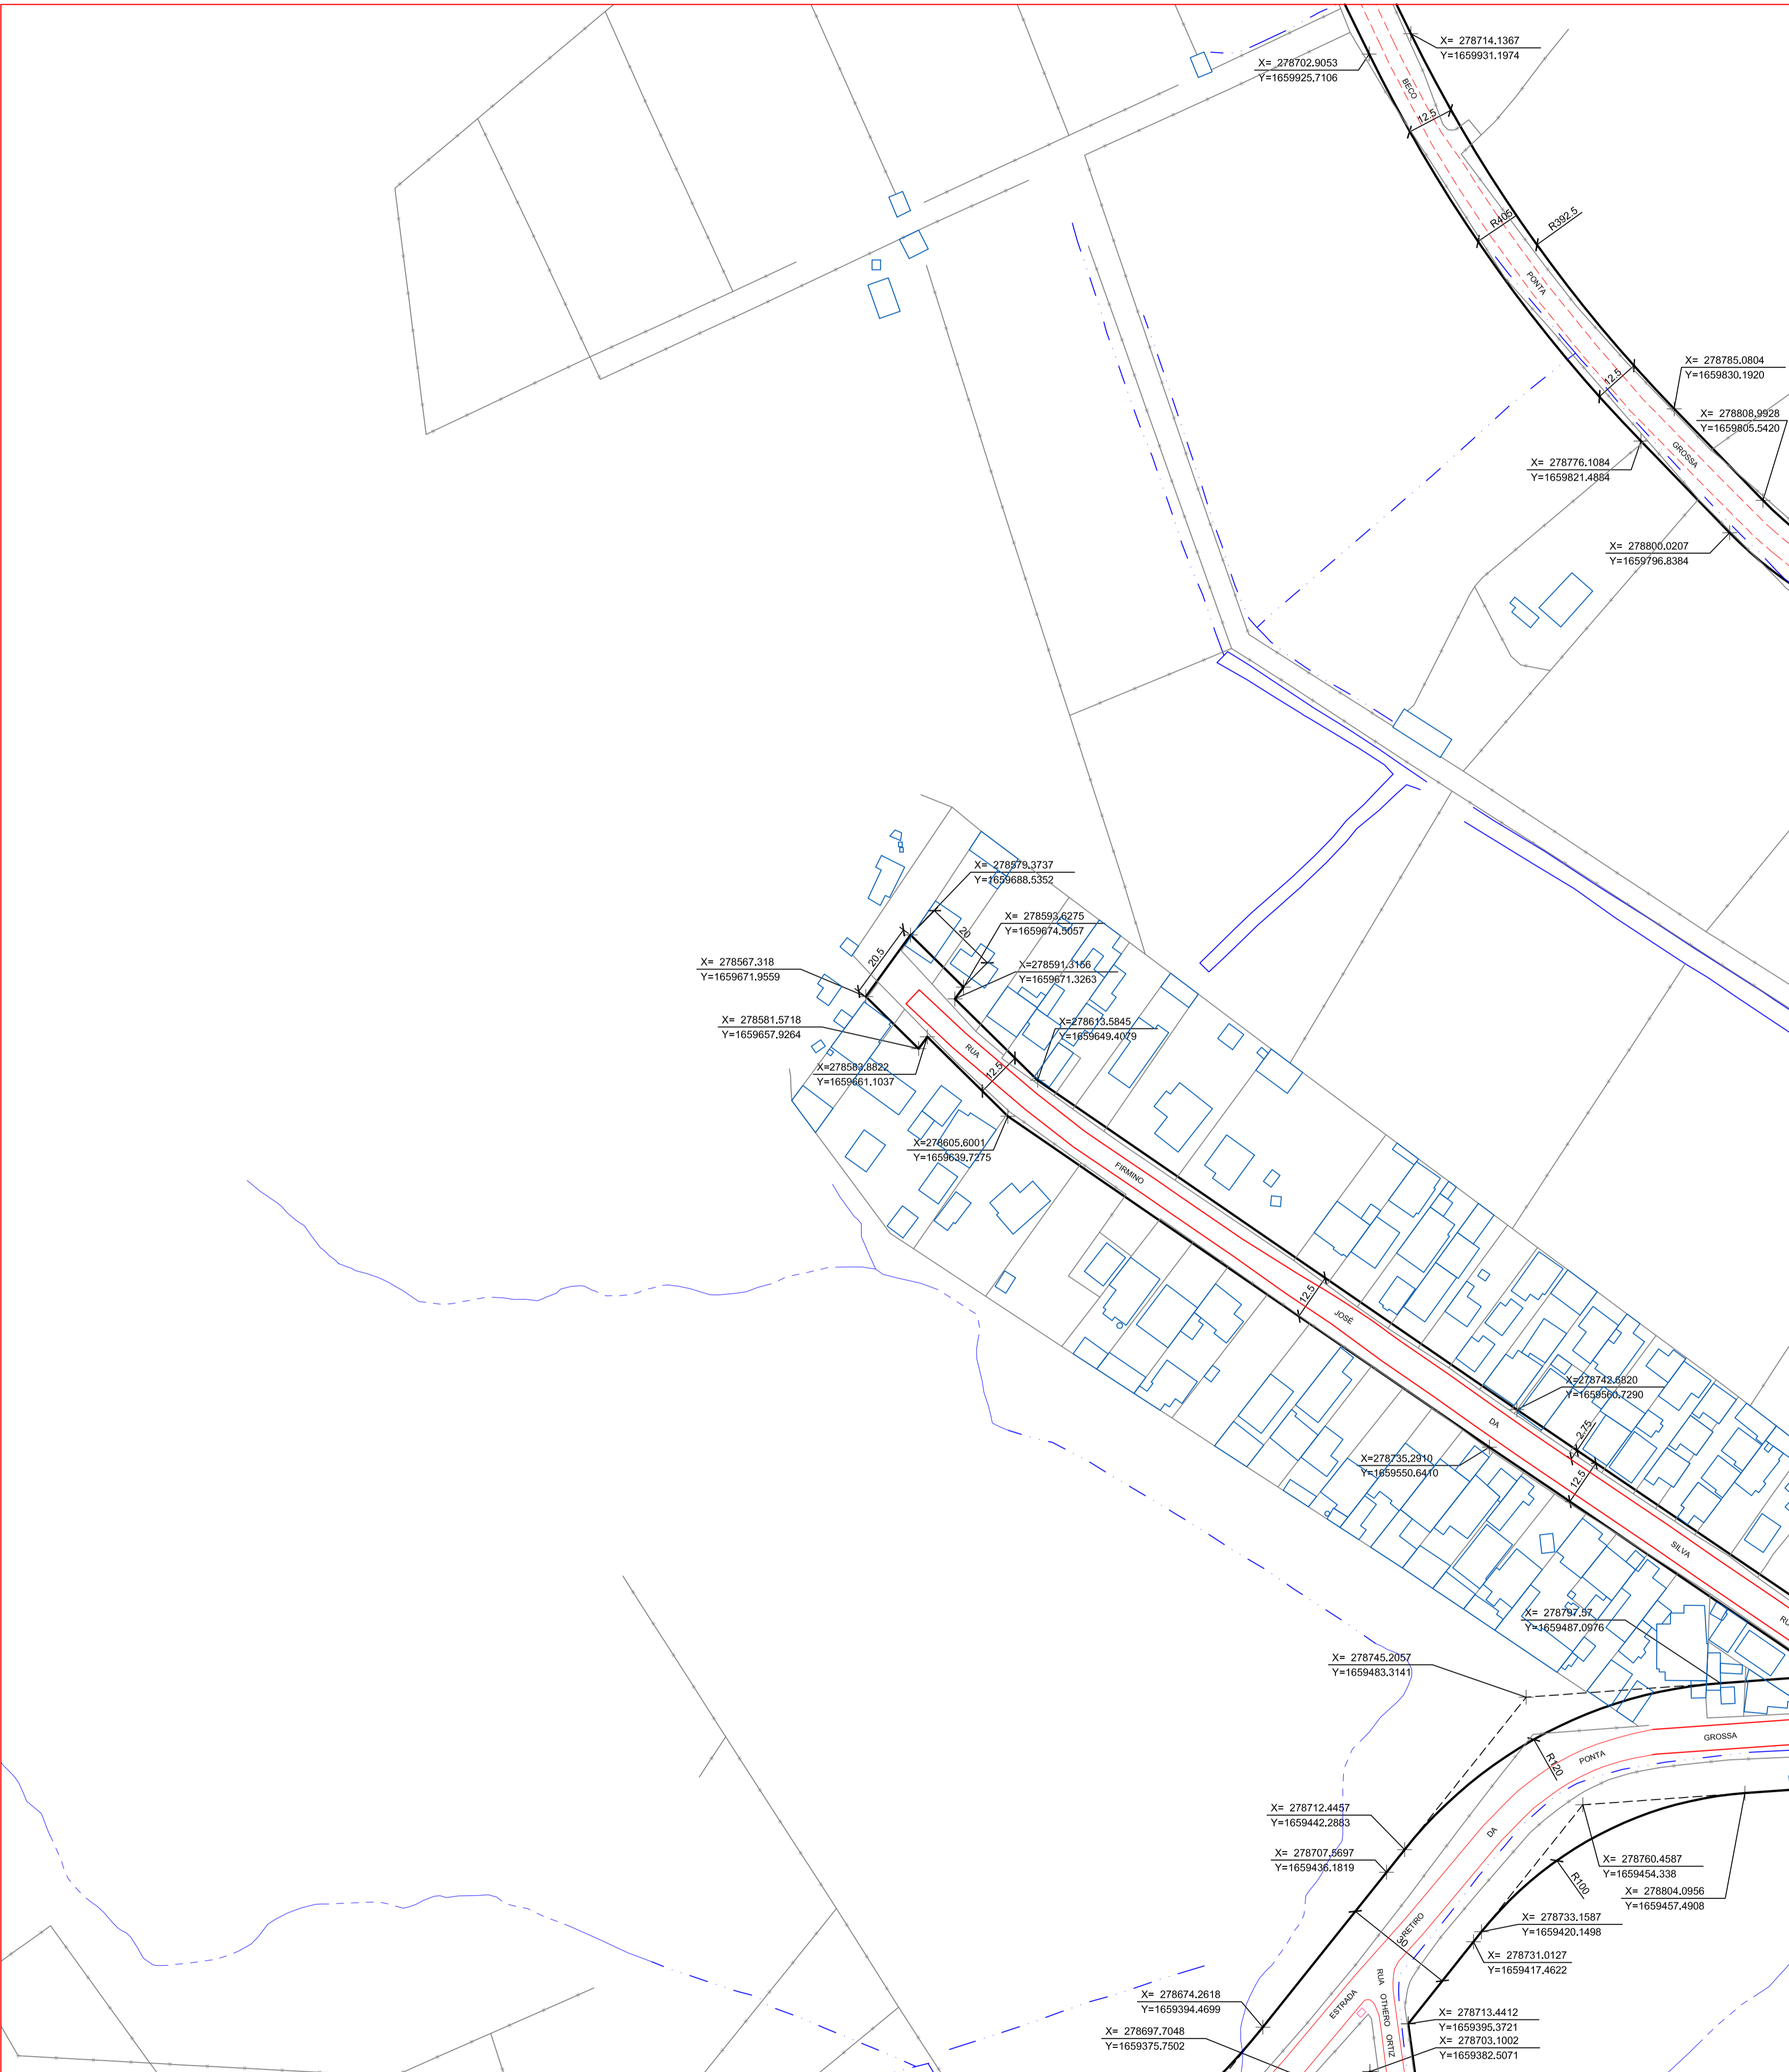 X= 278714.1367
Y=1659931.1974
X= 278702.9053
Y=1659925.7106
BECO
12.5
R405
R392.5
PONTA
X= 278785.0804
Y=1659830.1920
12.5
X= 278808.9928
Y=1659805.5420
GROSSA
X= 278776.1084
Y=1659821.4884
X= 278800.0207
Y=1659796.8384
X= 278579.3737
Y=1659688.5352
X= 278593.6275
Y=1659674.5057
20
20.5
X= 278567.318
Y=1659671.9559
X=278591.3156
Y=1659671.3263
X= 278581.5718
Y=1659657.9264
X=278613.5845
Y=1659649.4079
RUA
X=278583.8822
Y=1659661.1037
12.5
X=278605.6001
Y=1659639.7275
FIRMINO
12.5
JOSÉ
X=278742.6820
Y=1659560.7290
DA
2.75
X=278735.2910
Y=1659550.6410
12.5
SILVA
X= 278797.57
Y=1659487.0976
X= 278745.2057
Y=1659483.3141
GROSSA
PONTA
R120
X= 278712.4457
Y=1659442.2883
DA
X= 278707.5697
Y=1659436.1819
X= 278760.4587
Y=1659454.338
R100
X= 278804.0956
Y=1659457.4908
X= 278733.1587
Y=1659420.1498
RETIRO
30
X= 278731.0127
Y=1659417.4622
RUA OTHERO ORTIZ
ESTRADA
X= 278674.2618
Y=1659394.4699
X= 278713.4412
Y=1659395.3721
X= 278697.7048
Y=1659375.7502
X= 278703.1002
Y=1659382.5071